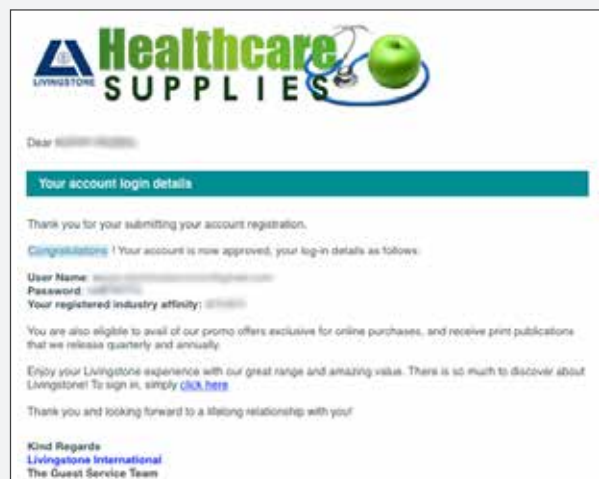 LIVINGSTONE
Healthcare
SUPPLIES
Dear
Your account login details
Thank you for your submitting your account registration.
Congratulations ! Your account is now approved, your log-in details as follows:
User Name:
Password:
Your registered industry affinity:
You are also eligible to avail of our promo offers exclusive for online purchases, and receive print publications
that we release quarterly and annually.
Enjoy your Livingstone experience with our great range and amazing value. There is so much to discover about
Livingstone! To sign in, simply click here
Thank you and looking forward to a lifelong relationship with you!
Kind Regards
Livingstone International
The Guest Service Team